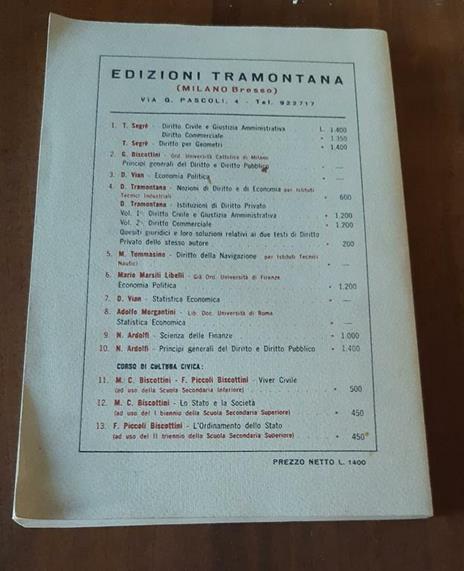 EDIZIONI TRAMONTANA
(MILANO Bresso)
VIA G. PASCOLI, 4 - Tel. 922717
1. T. Segrè - Diritto Civile e Giustizia Amministrativa L. 1.400
Diritto Commerciale » 1.350
T. Segrè - Diritto per Geometri » 1.400
2. G. Biscottini - Ord. Università Cattolica di Milano
Principi generali del Diritto e Diritto Pubblico » —
3. D. Vian - Economia Politica » —
4. D. Tramontana - Nozioni di Diritto e di Economia per Istituti
Tecnici Industriali » 600
D. Tramontana - Istituzioni di Diritto Privato
Vol. 1° Diritto Civile e Giustizia Amministrativa » 1.200
Vol. 2° Diritto Commerciale » 1.200
Quesiti giuridici e loro soluzioni relativi ai due testi di Diritto
Privato dello stesso autore » 200
5. M. Tommasino - Diritto della Navigazione per Istituti Tecnici
Nautici » —
6. Mario Marsili Libelli - Già Ord. Università di Firenze
Economia Politica » 1.200
7. D. Vian - Statistica Economica » —
8. Adolfo Morgantini - Lib. Doc. Università di Roma
Statistica Economica » —
9. N. Ardolfi - Scienza delle Finanze » 1.000
10. N. Ardolfi - Principi generali del Diritto e Diritto Pubblico » 1.400
CORSO DI CULTURA CIVICA:
11. M. C. Biscottini - F. Piccoli Biscottini - Viver Civile
(ad uso della Scuola Secondaria Inferiore) » 500
12. M. C. Biscottini - Lo Stato e la Società
(ad uso del I biennio della Scuola Secondaria Superiore) » 450
13. F. Piccoli Biscottini - L'Ordinamento dello Stato
(ad uso del II triennio della Scuola Secondaria Superiore) » 450
PREZZO NETTO L. 1400